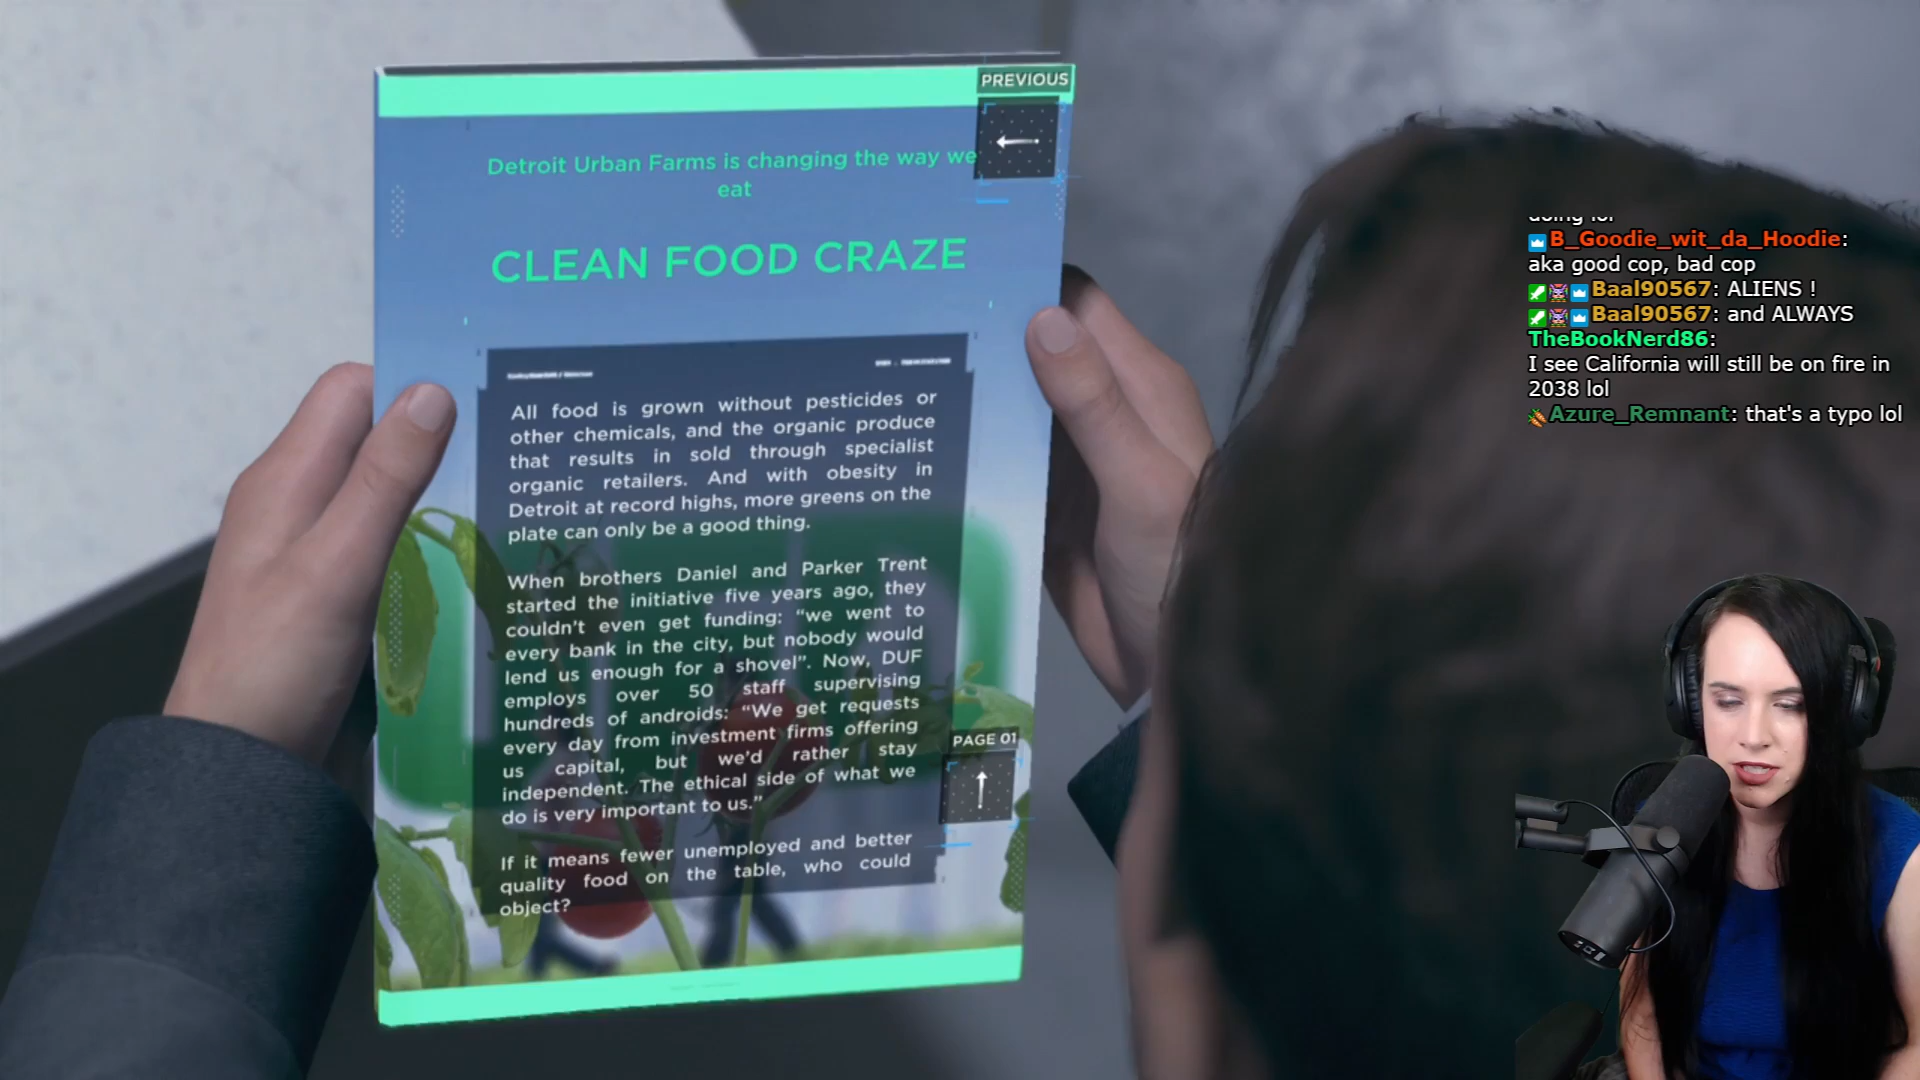 PREVIOUS
Detroit Urban Farms is changing the way we
eat
CLEAN FOOD CRAZE
All food is grown without pesticides or
other chemicals, and the organic produce
that results in sold through specialist
organic retailers. And with obesity in
Detroit at record highs, more greens on the
plate can only be a good thing.
When brothers Daniel and Parker Trent
started the initiative five years ago, they
couldn't even get funding: “we went to
every bank in the city, but nobody would
lend us enough for a shovel”. Now, DUF
employs over 50 staff supervising
hundreds of androids: “We get requests
every day from investment firms offering
us capital, but we'd rather stay
independent. The ethical side of what we
do is very important to us.”
If it means fewer unemployed and better
quality food on the table, who could
object?
PAGE 01
doing lol
B_Goodie_wit_da_Hoodie:
aka good cop, bad cop
Baal90567: ALIENS !
Baal90567: and ALWAYS
TheBookNerd86:
I see California will still be on fire in
2038 lol
Azure_Remnant: that's a typo lol